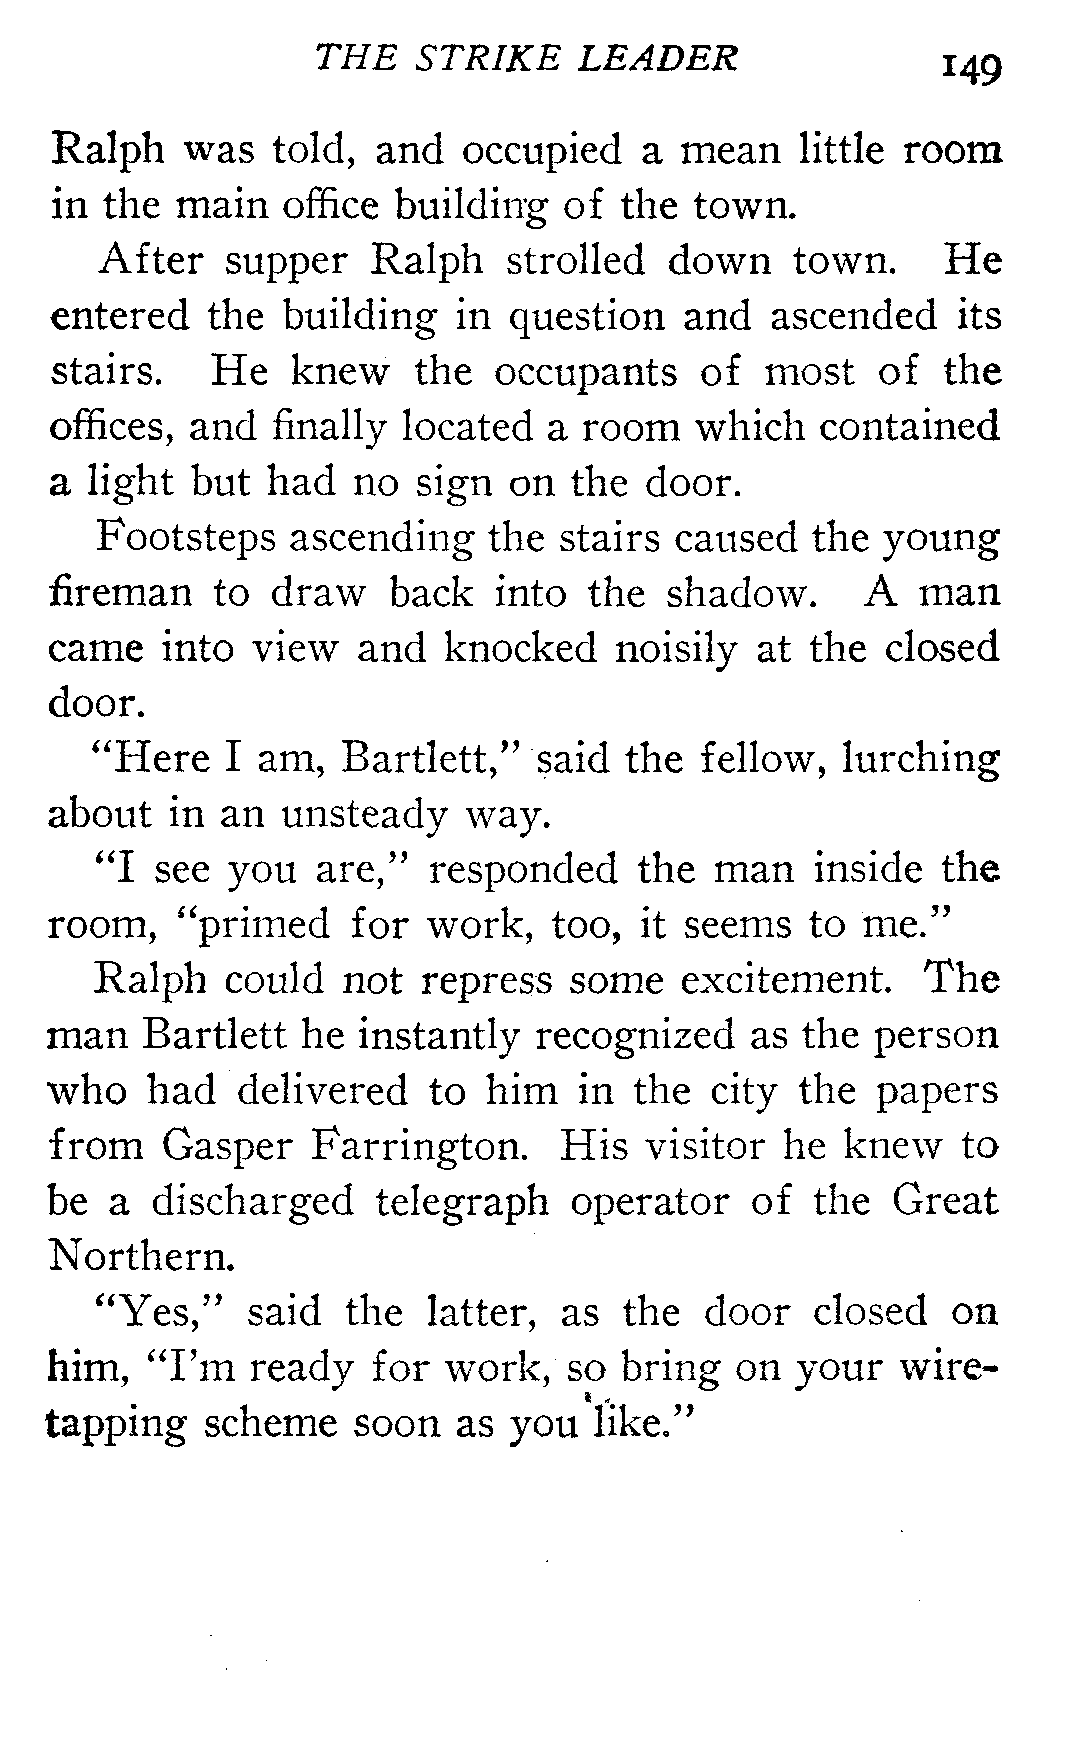 THE STRIKE LEADER 149
Ralph was told, and occupied a mean little room
in the main office building of the town.
After supper Ralph strolled down town. He
entered the building in question and ascended its
stairs. He knew the occupants of most of the
offices, and finally located a room which contained
a light but had no sign on the door.
Footsteps ascending the stairs caused the young
fireman to draw back into the shadow. A man
came into view and knocked noisily at the closed
door.
“Here I am, Bartlett,” said the fellow, lurching
about in an unsteady way.
“I see you are,” responded the man inside the
room, “primed for work, too, it seems to me.”
Ralph could not repress some excitement. The
man Bartlett he instantly recognized as the person
who had delivered to him in the city the papers
from Gasper Farrington. His visitor he knew to
be a discharged telegraph operator of the Great
Northern.
“Yes,” said the latter, as the door closed on
him, “I’m ready for work, so bring on your wire-
tapping scheme soon as you like.”